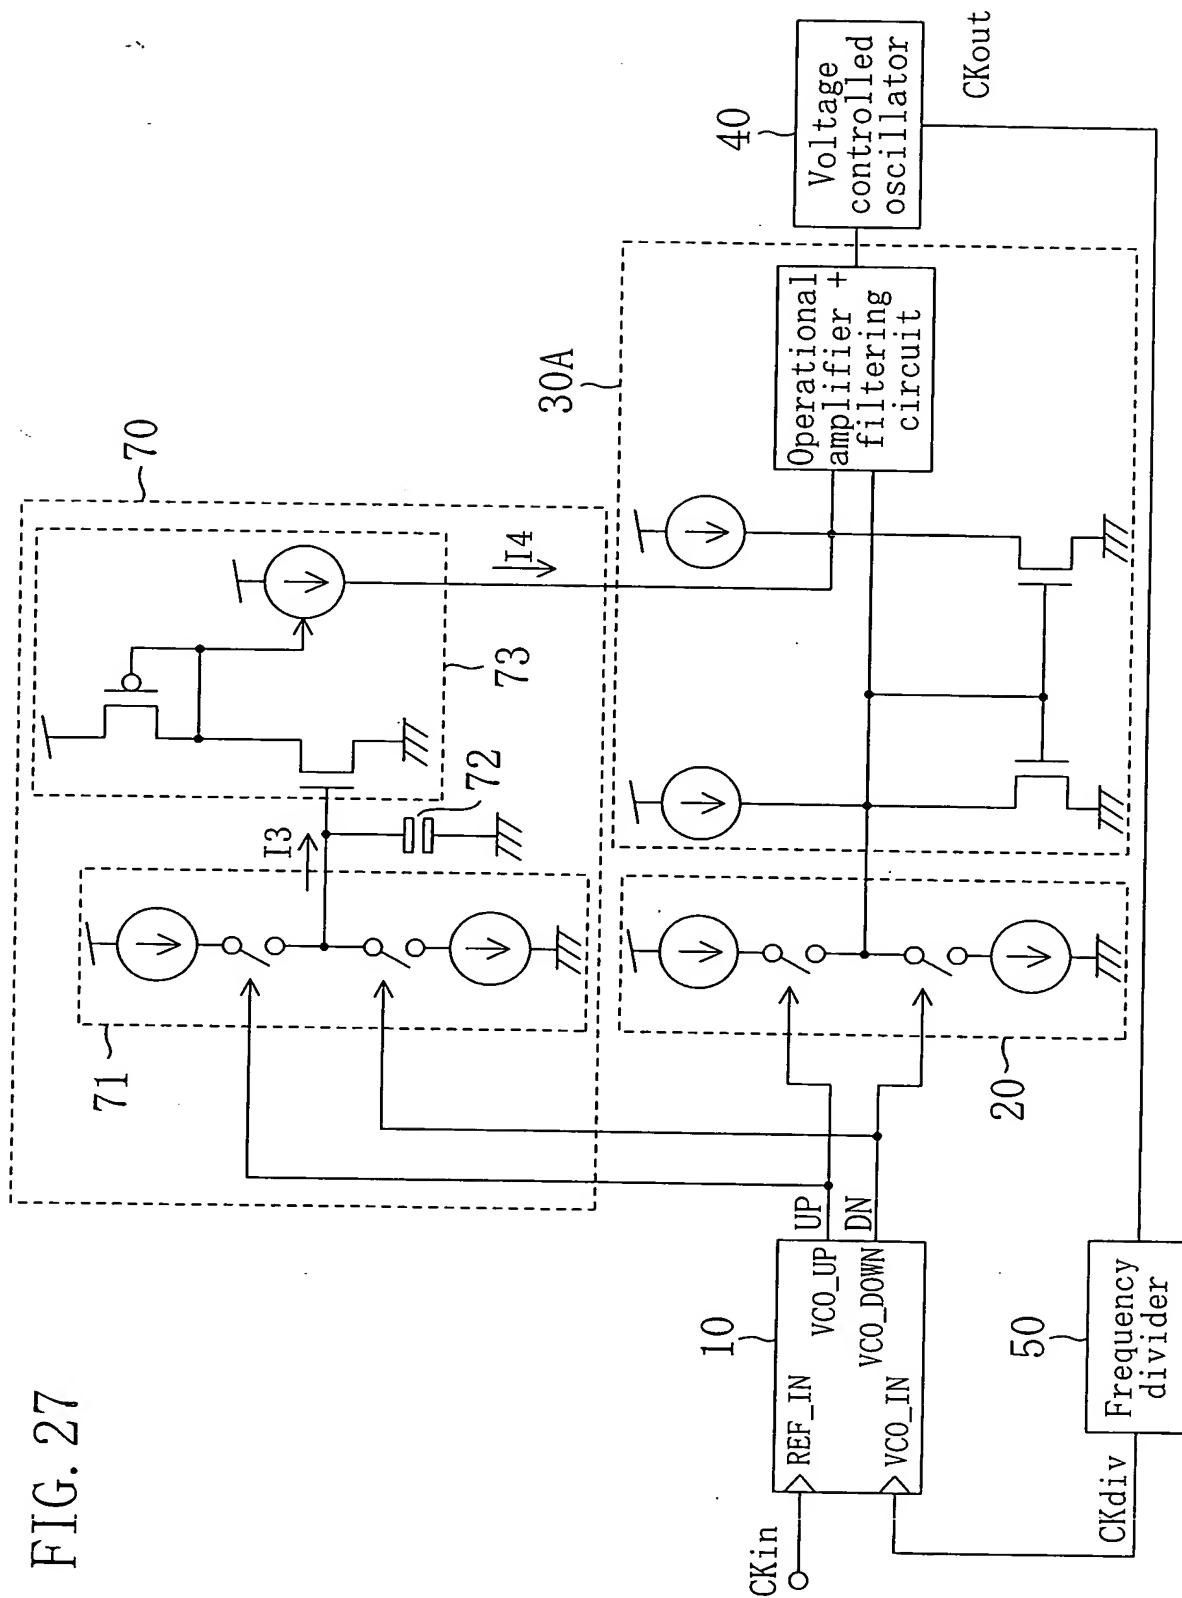 FIG. 27
70
71
I3
72
73
I4
30A
40
Voltage
controlled
oscillator
CKout
Operational
amplifier +
filtering
circuit
20
UP
DN
10
REF_IN
VCO_UP
VCO_DOWN
VCO_IN
CKin
50
Frequency
divider
CKdiv